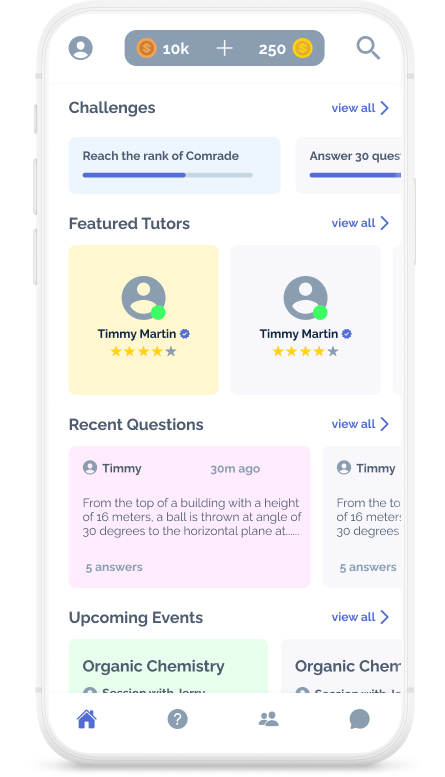 10k + 250
Challenges view all
Reach the rank of Comrade Answer 30 ques
Featured Tutors view all
Timmy Martin Timmy Martin
Recent Questions view all
Timmy 30m ago Timmy
From the top of a building with a height From the to
of 16 meters, a ball is thrown at angle of of 16 meters
30 degrees to the horizontal plane at...... 30 degrees
5 answers 5 answers
Upcoming Events view all
Organic Chemistry Organic Chem
Session with Jerry Session with
?